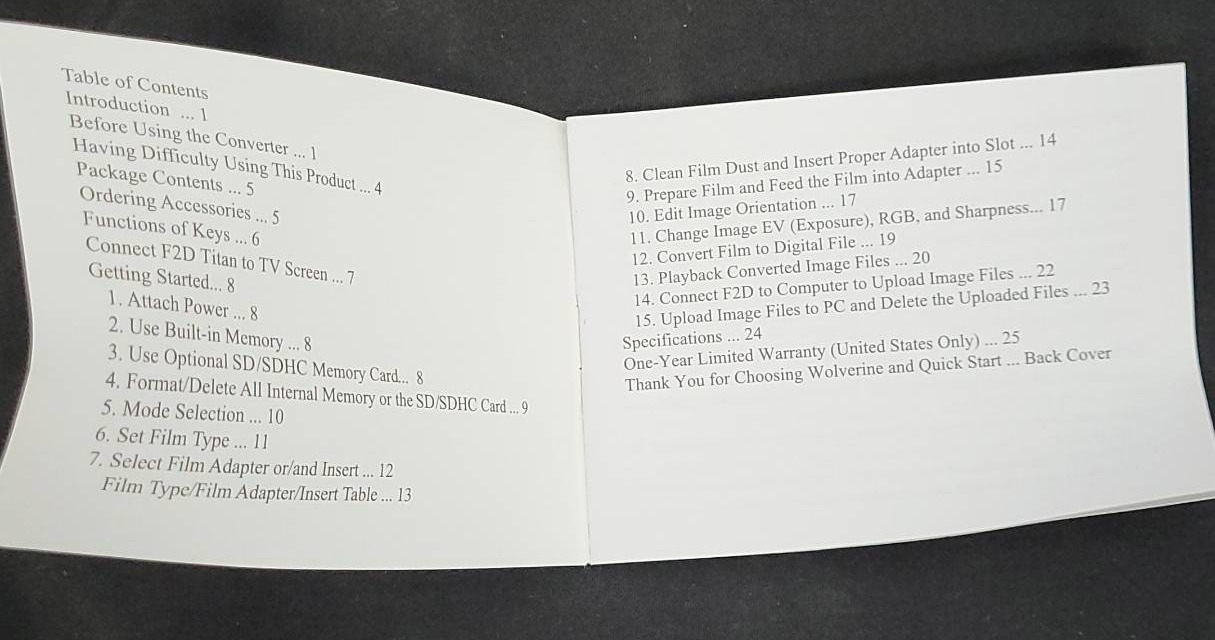 Table of Contents
Introduction ... 1
Before Using the Converter ... 1
Having Difficulty Using This Product ... 4
Package Contents ... 5
Ordering Accessories ... 5
Functions of Keys ... 6
Connect F2D Titan to TV Screen ... 7
Getting Started... 8
1. Attach Power ... 8
2. Use Built-in Memory ... 8
3. Use Optional SD/SDHC Memory Card... 8
4. Format/Delete All Internal Memory or the SD/SDHC Card ... 9
5. Mode Selection ... 10
6. Set Film Type ... 11
7. Select Film Adapter or/and Insert ... 12
Film Type/Film Adapter/Insert Table ... 13
8. Clean Film Dust and Insert Proper Adapter into Slot ... 14
9. Prepare Film and Feed the Film into Adapter ... 15
10. Edit Image Orientation ... 17
11. Change Image EV (Exposure), RGB, and Sharpness... 17
12. Convert Film to Digital File ... 19
13. Playback Converted Image Files ... 20
14. Connect F2D to Computer to Upload Image Files ... 22
15. Upload Image Files to PC and Delete the Uploaded Files ... 23
Specifications ... 24
One-Year Limited Warranty (United States Only) ... 25
Thank You for Choosing Wolverine and Quick Start ... Back Cover